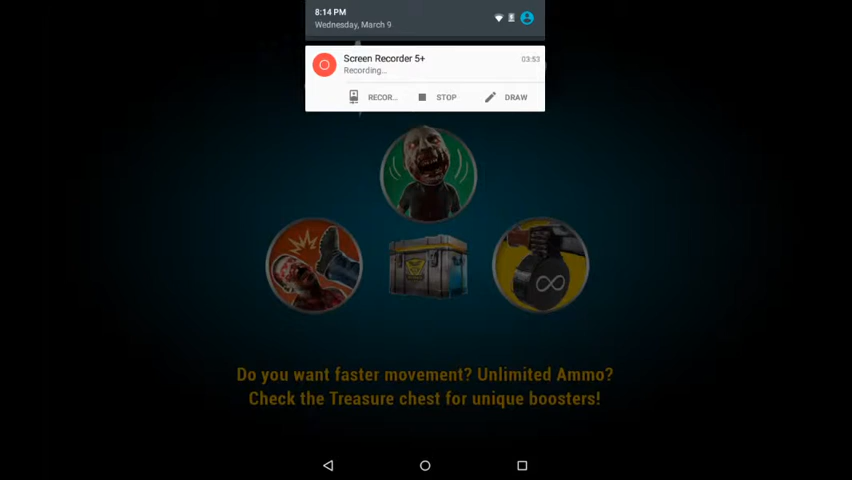 8:14 PM
Wednesday, March 9
Screen Recorder 5+
03:53
Recording...
RECOR... STOP DRAW
Do you want faster movement? Unlimited Ammo?
Check the Treasure chest for unique boosters!